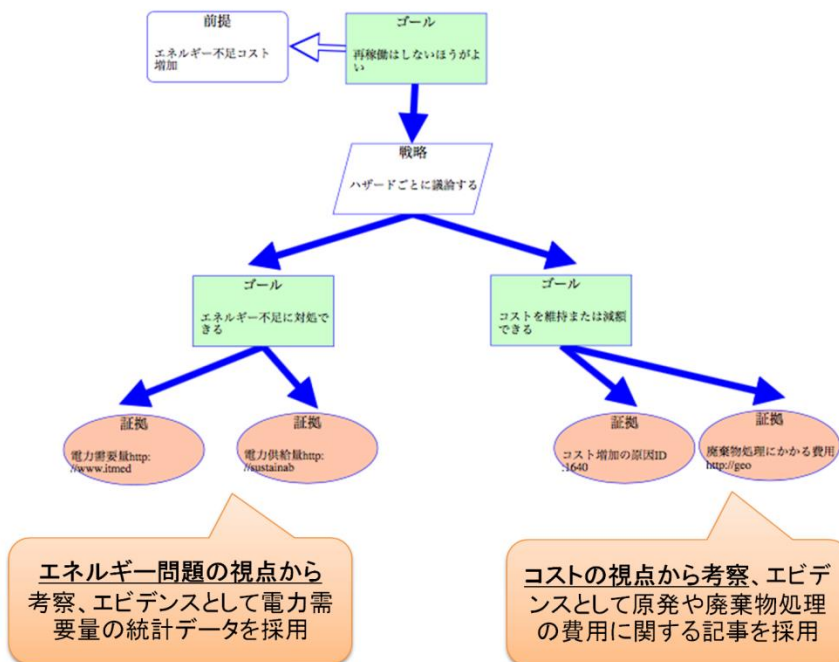 前提
エネルギー不足コスト
増加
ゴール
再稼働はしないほうがよ
い
戦略
ハザードごとに議論する
ゴール
エネルギー不足に対処で
きる
ゴール
コストを維持または減額
できる
証拠
電力需要量http:
//www.itmed
証拠
電力供給量http:
//sustainab
証拠
コスト増加の原因ID
:1640
証拠
廃棄物処理にかかる費用
http://geo
エネルギー問題の視点から
考察、エビデンスとして電力需
要量の統計データを採用
コストの視点から考察、エビデ
ンスとして原発や廃棄物処理
の費用に関する記事を採用